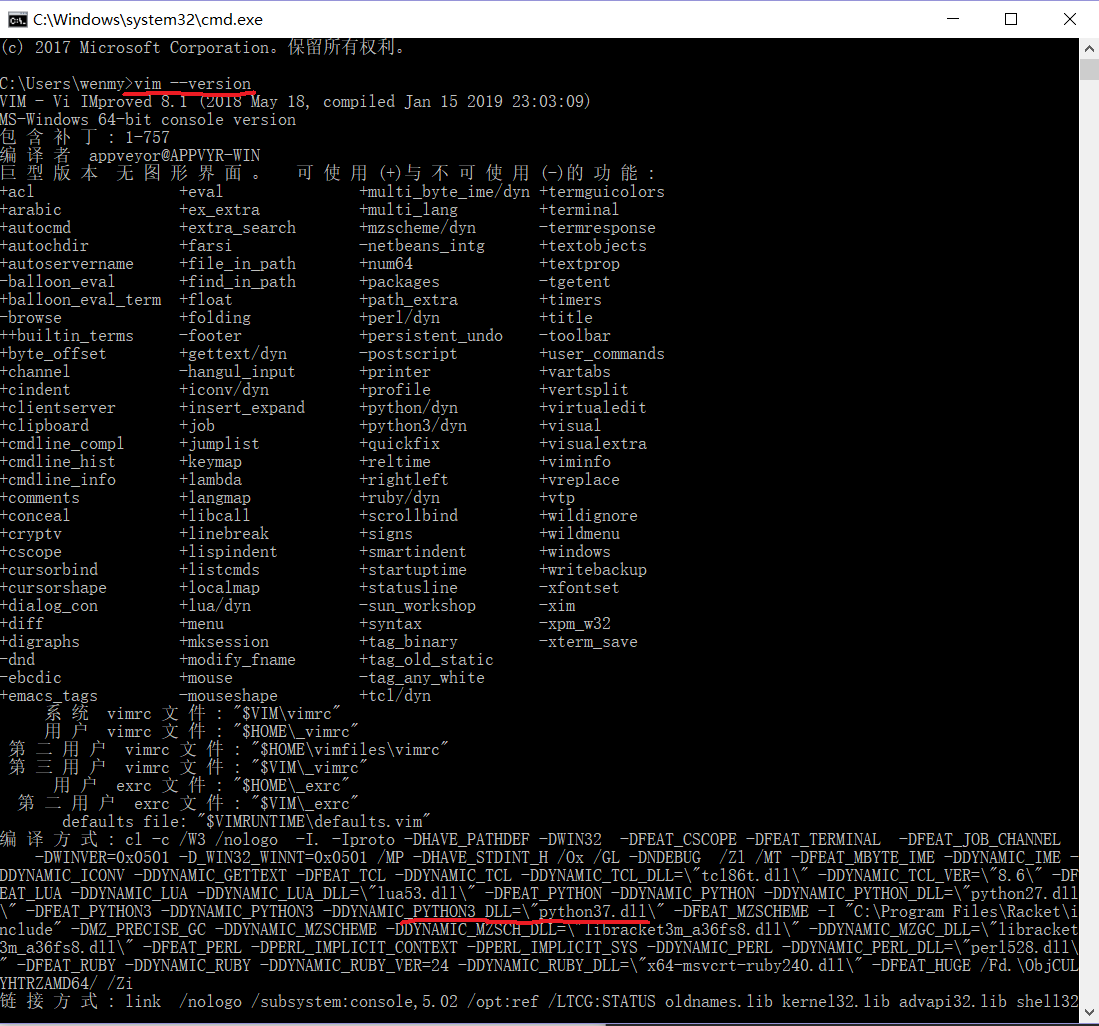 C:\Windows\system32\cmd.exe
(c) 2017 Microsoft Corporation。保留所有权利。
C:\Users\wenmy>vim --version
VIM - Vi IMproved 8.1 (2018 May 18, compiled Jan 15 2019 23:03:09)
MS-Windows 64-bit console version
包含补丁: 1-757
编译者 appveyor@APPVYR-WIN
巨型版本 无图形界面。 可使用(+)与不可使用(-)的功能:
+acl +eval +multi_byte_ime/dyn +termguicolors
+arabic +ex_extra +multi_lang +terminal
+autocmd +extra_search +mzscheme/dyn -termresponse
+autochdir +farsi -netbeans_intg +textobjects
+autoservername +file_in_path +num64 +textprop
-balloon_eval +find_in_path +packages -tgetent
+balloon_eval_term +float +path_extra +timers
-browse +folding +perl/dyn +title
++builtin_terms -footer +persistent_undo -toolbar
+byte_offset +gettext/dyn -postscript +user_commands
+channel -hangul_input +printer +vartabs
+cindent +iconv/dyn +profile +vertsplit
+clientserver +insert_expand +python/dyn +virtualedit
+clipboard +job +python3/dyn +visual
+cmdline_compl +jumplist +quickfix +visualextra
+cmdline_hist +keymap +reltime +viminfo
+cmdline_info +lambda +rightleft +vreplace
+comments +langmap +ruby/dyn +vtp
+conceal +libcall +scrollbind +wildignore
+cryptv +linebreak +signs +wildmenu
+cscope +lispindent +smartindent +windows
+cursorbind +listcmds +startuptime +writebackup
+cursorshape +localmap +statusline -xfontset
+dialog_con +lua/dyn -sun_workshop -xim
+diff +menu +syntax -xpm_w32
+digraphs +mksession +tag_binary -xterm_save
-dnd +modify_fname +tag_old_static
-ebcdic +mouse -tag_any_white
+emacs_tags -mouseshape +tcl/dyn
系统 vimrc 文件: "$VIM\vimrc"
用户 vimrc 文件: "$HOME\_vimrc"
第二用户 vimrc 文件: "$HOME\vimfiles\vimrc"
第三用户 vimrc 文件: "$VIM\_vimrc"
用户 exrc 文件: "$HOME\_exrc"
第二用户 exrc 文件: "$VIM\_exrc"
defaults file: "$VIMRUNTIME\defaults.vim"
编译方式: cl -c /W3 /nologo -I. -Iproto -DHAVE_PATHDEF -DWIN32 -DFEAT_CSCOPE -DFEAT_TERMINAL -DFEAT_JOB_CHANNEL
-DWINVER=0x0501 -D_WIN32_WINNT=0x0501 /MP -DHAVE_STDINT_H /Ox /GL -DNDEBUG /Zl /MT -DFEAT_MBYTE_IME -DDYNAMIC_IME -
DDYNAMIC_ICONV -DDYNAMIC_GETTEXT -DFEAT_TCL -DDYNAMIC_TCL -DDYNAMIC_TCL_DLL=\"tcl86t.dll\" -DDYNAMIC_TCL_VER=\"8.6\" -DF
EAT_LUA -DDYNAMIC_LUA -DDYNAMIC_LUA_DLL=\"lua53.dll\" -DFEAT_PYTHON -DDYNAMIC_PYTHON -DDYNAMIC_PYTHON_DLL=\"python27.dll
\" -DFEAT_PYTHON3 -DDYNAMIC_PYTHON3 -DDYNAMIC_PYTHON3_DLL=\"python37.dll\" -DFEAT_MZSCHEME -I "C:\Program Files\Racket\i
nclude" -DMZ_PRECISE_GC -DDYNAMIC_MZSCHEME -DDYNAMIC_MZSCH_DLL=\"libracket3m_a36fs8.dll\" -DDYNAMIC_MZGC_DLL=\"libracket
3m_a36fs8.dll\" -DFEAT_PERL -DPERL_IMPLICIT_CONTEXT -DPERL_IMPLICIT_SYS -DDYNAMIC_PERL -DDYNAMIC_PERL_DLL=\"perl528.dll\
" -DFEAT_RUBY -DDYNAMIC_RUBY -DDYNAMIC_RUBY_VER=24 -DDYNAMIC_RUBY_DLL=\"x64-msvcrt-ruby240.dll\" -DFEAT_HUGE /Fd.\ObjCUL
YHTRZAMD64/ /Zi
链接方式: link /nologo /subsystem:console,5.02 /opt:ref /LTCG:STATUS oldnames.lib kernel32.lib advapi32.lib shell32